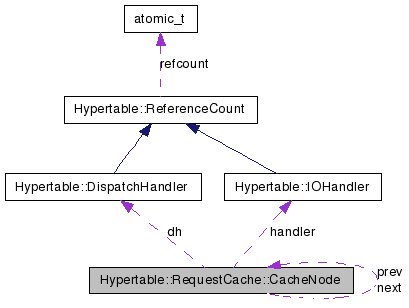 atomic_t
refcount
Hypertable::ReferenceCount
Hypertable::DispatchHandler
Hypertable::IOHandler
dh
handler
prev
next
Hypertable::RequestCache::CacheNode